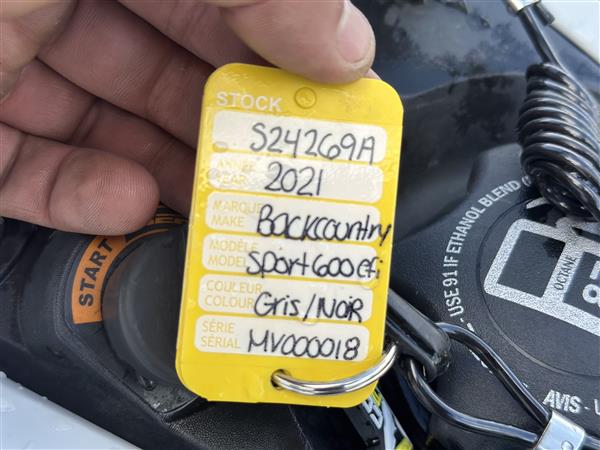 STOCK
S24269A
ANNÉE
YEAR
2021
MARQUE
MAKE
Backcountry
MODÈLE
MODEL
Sport 600 efi
COULEUR
COLOUR
Gris/Noir
SÉRIE
SÉRIAL
MV000018
START
USE 91 IF ETHANOL BLEND
OCTANE
AVIS - U